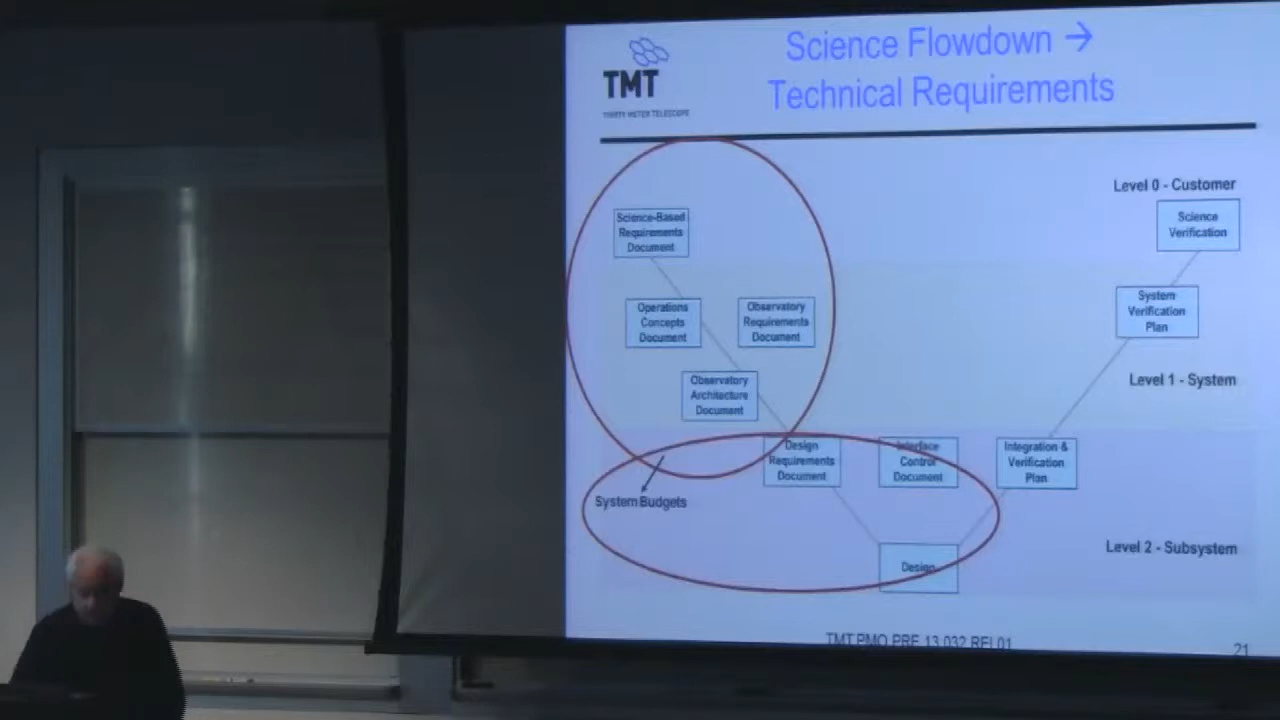 Science Flowdown →
Technical Requirements
TMT
THIRTY METER TELESCOPE
Level 0 - Customer
Science-Based
Requirements
Document
Science
Verification
Operations
Concepts
Document
Observatory
Requirements
Document
System
Verification
Plan
Observatory
Architecture
Document
Level 1 - System
Design
Requirements
Document
Interface
Control
Document
Integration &
Verification
Plan
System Budgets
Level 2 - Subsystem
Design
TMT.PMO.PRE.13.032.REL01
21